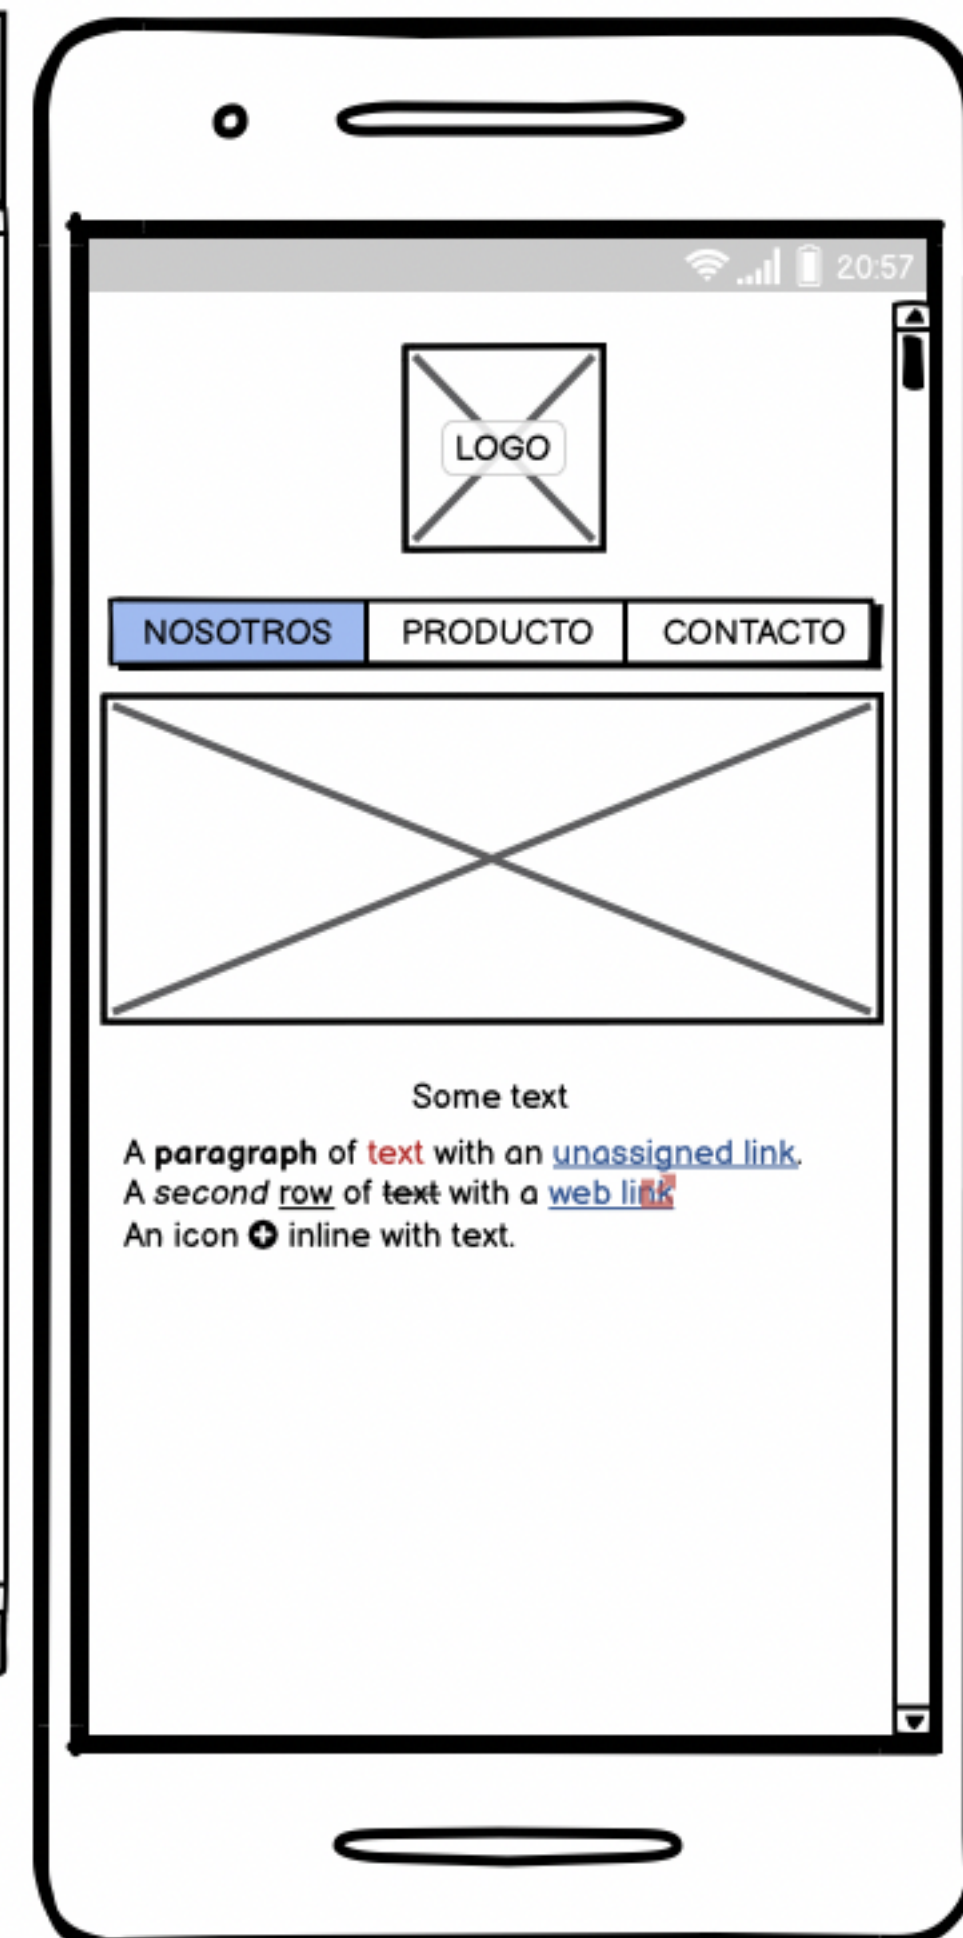 20:57
LOGO
NOSOTROS PRODUCTO CONTACTO
Some text
A paragraph of text with an unassigned link.
A second row of text with a web link
An icon inline with text.